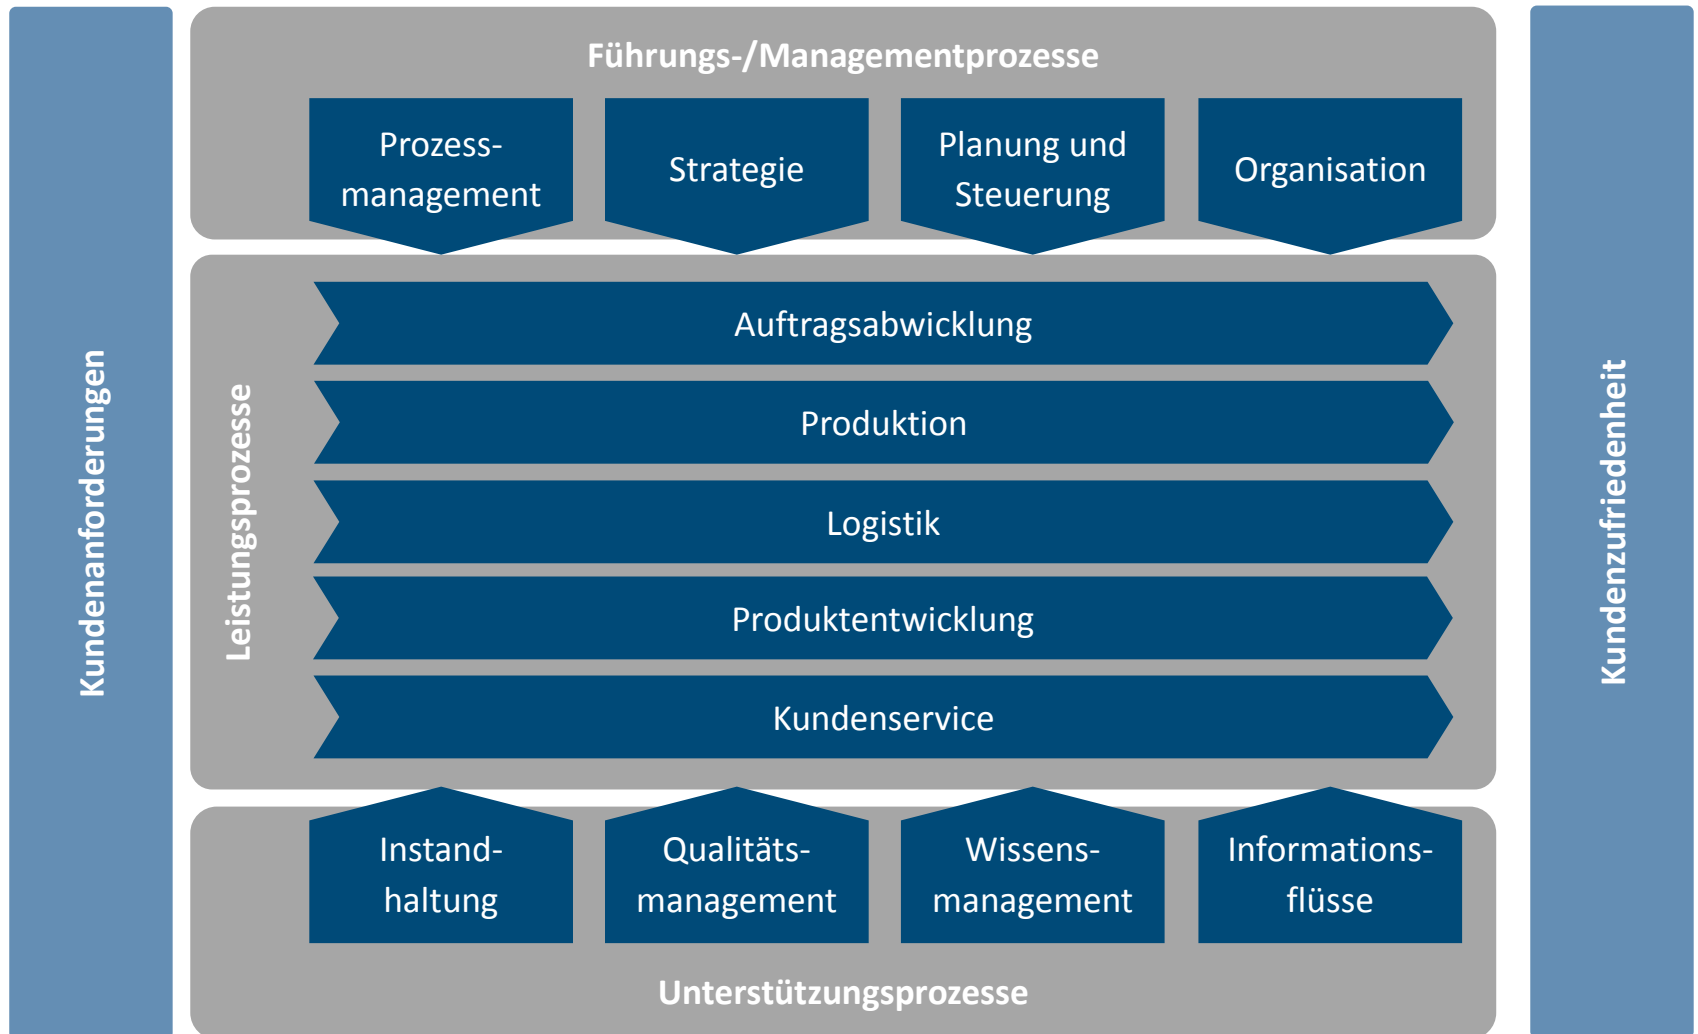 Führungs-/Managementprozesse
Prozess-
management
Strategie
Planung und
Steuerung
Organisation
Kundenanforderungen
Leistungsprozesse
Auftragsabwicklung
Produktion
Logistik
Produktentwicklung
Kundenservice
Kundenzufriedenheit
Instand-
haltung
Qualitäts-
management
Wissens-
management
Informations-
flüsse
Unterstützungsprozesse